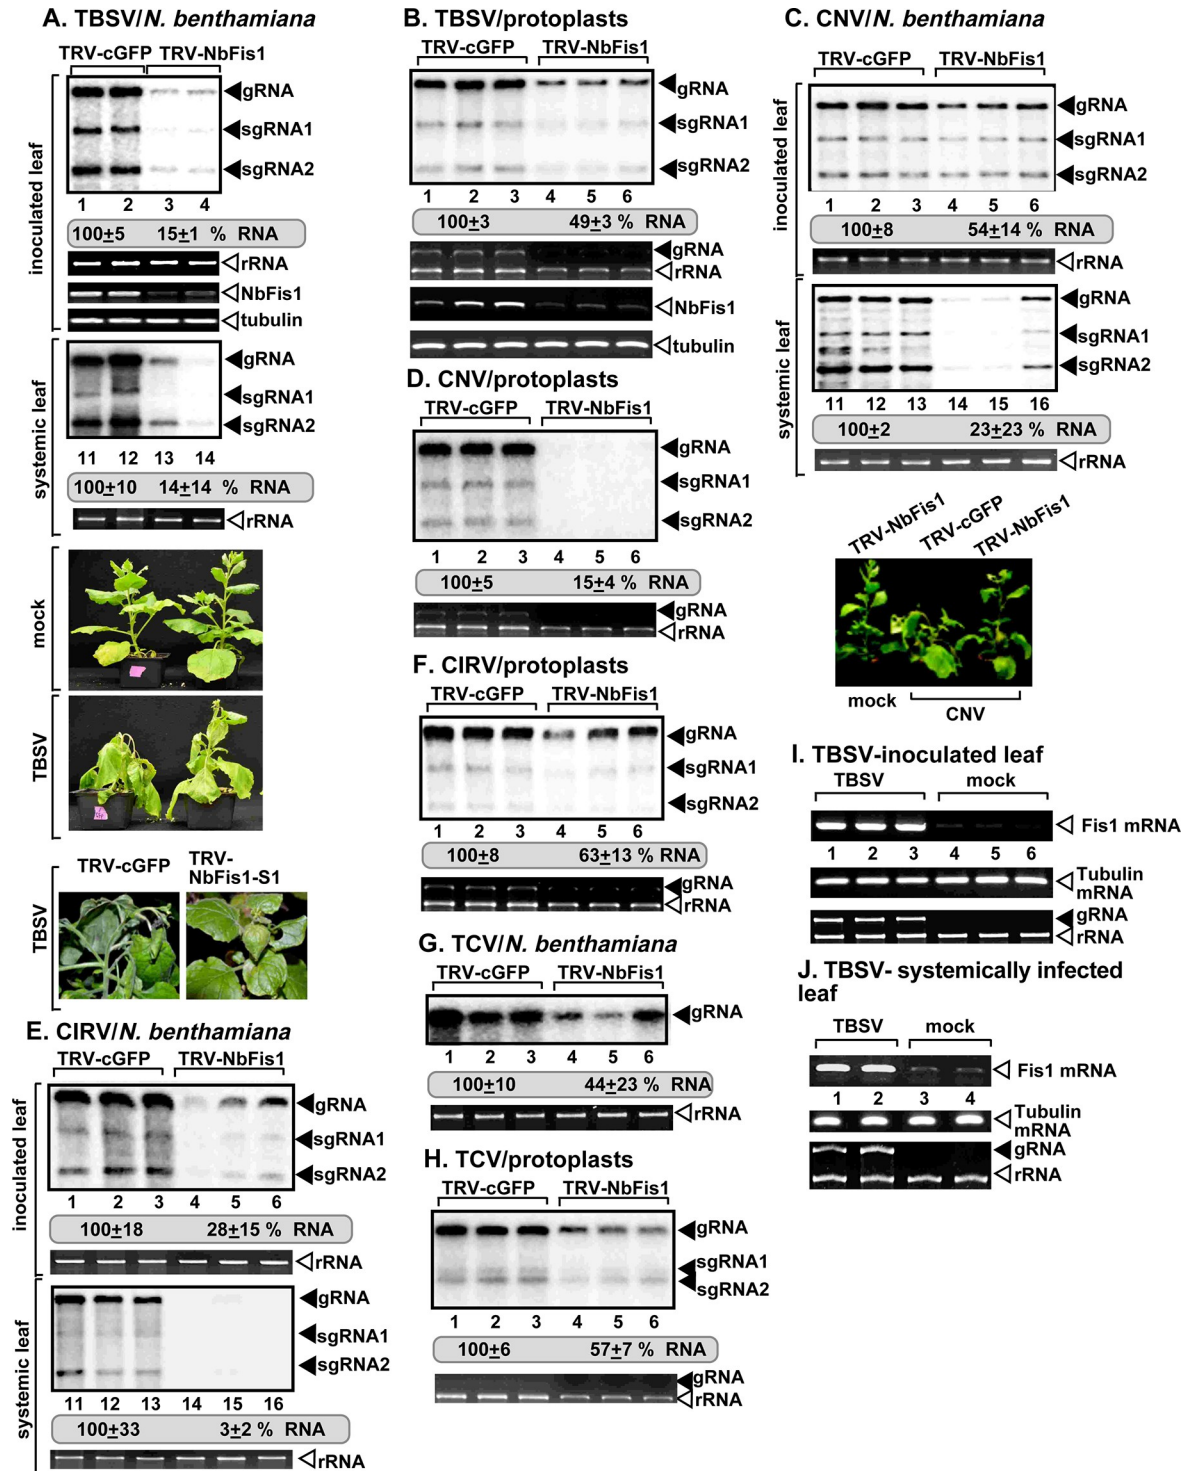 A. TBSV/N. benthamiana
TRV-cGFP TRV-NbFis1
inoculated leaf
gRNA
sgRNA1
sgRNA2
1 2 3 4
100±5 15±1 % RNA
rRNA
NbFis1
tubulin
systemic leaf
gRNA
sgRNA1
sgRNA2
11 12 13 14
100±10 14±14 % RNA
rRNA
mock
TBSV
TBSV
TRV-cGFP TRV-
NbFis1-S1
B. TBSV/protoplasts
TRV-cGFP TRV-NbFis1
gRNA
sgRNA1
sgRNA2
1 2 3 4 5 6
100±3 49±3 % RNA
gRNA
rRNA
NbFis1
tubulin
C. CNV/N. benthamiana
TRV-cGFP TRV-NbFis1
inoculated leaf
gRNA
sgRNA1
sgRNA2
1 2 3 4 5 6
100±8 54±14 % RNA
rRNA
systemic leaf
gRNA
sgRNA1
sgRNA2
11 12 13 14 15 16
100±2 23±23 % RNA
rRNA
TRV-NbFis1 TRV-cGFP TRV-NbFis1
mock
CNV
D. CNV/protoplasts
TRV-cGFP TRV-NbFis1
gRNA
sgRNA1
sgRNA2
1 2 3 4 5 6
100±5 15±4 % RNA
gRNA
rRNA
E. CIRV/N. benthamiana
TRV-cGFP TRV-NbFis1
inoculated leaf
gRNA
sgRNA1
sgRNA2
1 2 3 4 5 6
100±18 28±15 % RNA
rRNA
systemic leaf
gRNA
sgRNA1
sgRNA2
11 12 13 14 15 16
100±33 3±2 % RNA
rRNA
F. CIRV/protoplasts
TRV-cGFP TRV-NbFis1
gRNA
sgRNA1
sgRNA2
1 2 3 4 5 6
100±8 63±13 % RNA
gRNA
rRNA
G. TCV/N. benthamiana
TRV-cGFP TRV-NbFis1
gRNA
1 2 3 4 5 6
100±10 44±23 % RNA
rRNA
H. TCV/protoplasts
TRV-cGFP TRV-NbFis1
gRNA
sgRNA1
sgRNA2
1 2 3 4 5 6
100±6 57±7 % RNA
gRNA
rRNA
I. TBSV-inoculated leaf
TBSV mock
Fis1 mRNA
1 2 3 4 5 6
Tubulin
mRNA
gRNA
rRNA
J. TBSV- systemically infected
leaf
TBSV mock
Fis1 mRNA
1 2 3 4
Tubulin
mRNA
gRNA
rRNA